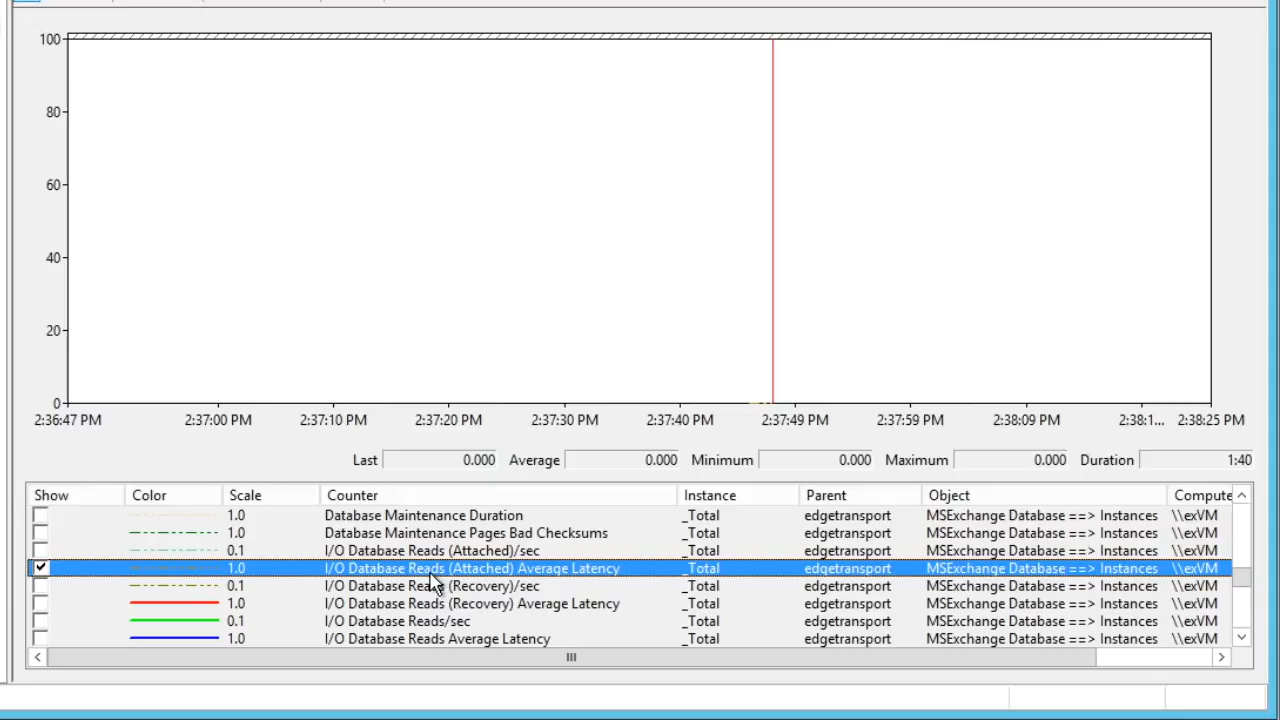 100
80
60
40
20
0
2:36:47 PM 2:37:00 PM 2:37:10 PM 2:37:20 PM 2:37:30 PM 2:37:40 PM 2:37:49 PM 2:37:59 PM 2:38:09 PM 2:38:1... 2:38:25 PM
Last 0.000 Average 0.000 Minimum 0.000 Maximum 0.000 Duration 1:40
Show Color Scale Counter Instance Parent Object Compute
1.0 Database Maintenance Duration _Total edgetransport MSExchange Database ==> Instances \\exVM
1.0 Database Maintenance Pages Bad Checksums _Total edgetransport MSExchange Database ==> Instances \\exVM
0.1 I/O Database Reads (Attached)/sec _Total edgetransport MSExchange Database ==> Instances \\exVM
1.0 I/O Database Reads (Attached) Average Latency _Total edgetransport MSExchange Database ==> Instances \\exVM
0.1 I/O Database Reads (Recovery)/sec _Total edgetransport MSExchange Database ==> Instances \\exVM
1.0 I/O Database Reads (Recovery) Average Latency _Total edgetransport MSExchange Database ==> Instances \\exVM
0.1 I/O Database Reads/sec _Total edgetransport MSExchange Database ==> Instances \\exVM
1.0 I/O Database Reads Average Latency _Total edgetransport MSExchange Database ==> Instances \\exVM